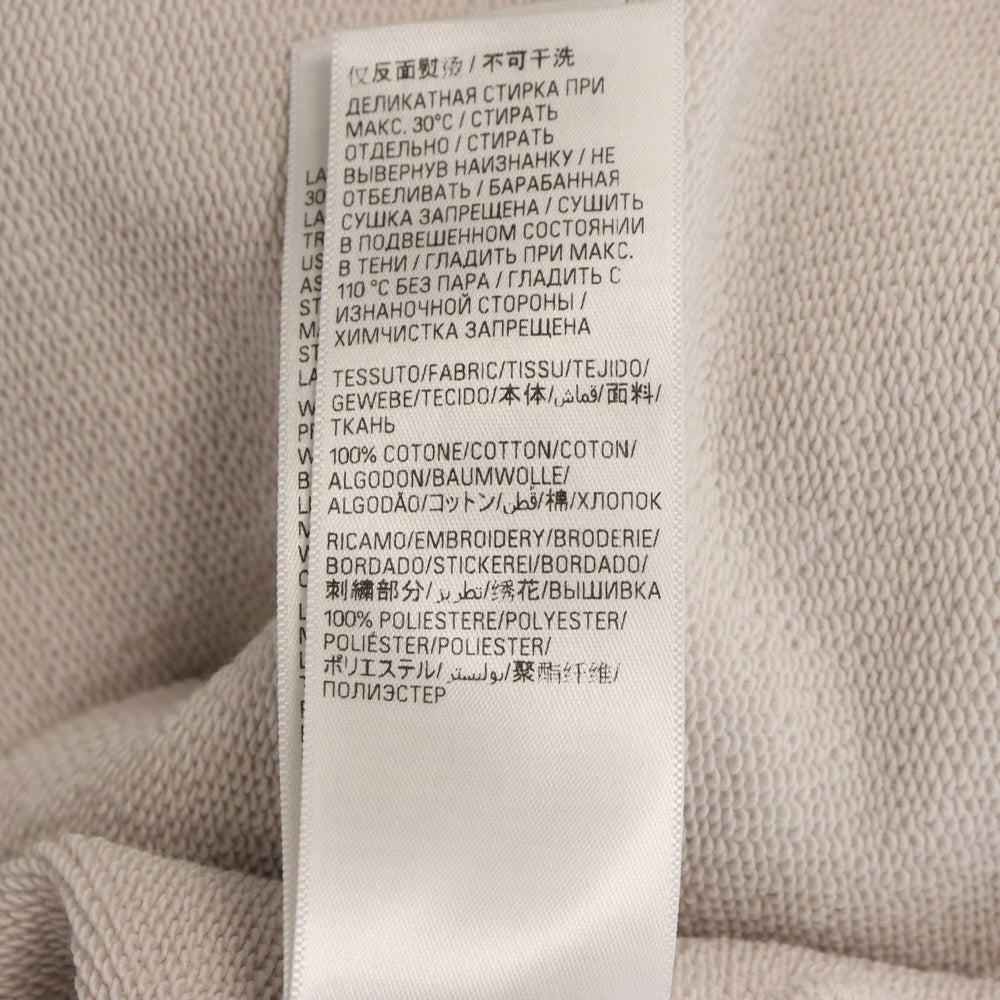 仅反面熨烫 / 不可干洗
ДЕЛИКАТНАЯ СТИРКА ПРИ
МАКС. 30°C / СТИРАТЬ
ОТДЕЛЬНО / СТИРАТЬ
ВЫВЕРНУВ НАИЗНАНКУ / НЕ
ОТБЕЛИВАТЬ / БАРАБАННАЯ
СУШКА ЗАПРЕЩЕНА / СУШИТЬ
В ПОДВЕШЕННОМ СОСТОЯНИИ
В ТЕНИ / ГЛАДИТЬ ПРИ МАКС.
110 °C БЕЗ ПАРА / ГЛАДИТЬ С
ИЗНАНОЧНОЙ СТОРОНЫ /
ХИМЧИСТКА ЗАПРЕЩЕНА
TESSUTO/FABRIC/TISSU/TEJIDO/
GEWEBE/TECIDO/本体/قماش/面料/
ТКАНЬ
100% COTONE/COTTON/COTON/
ALGODON/BAUMWOLLE/
ALGODÃO/コットン/قطن/棉/ХЛОПОК
RICAMO/EMBROIDERY/BRODERIE/
BORDADO/STICKEREI/BORDADO/
刺繍部分/تطريز/绣花/ВЫШИВКА
100% POLIESTERE/POLYESTER/
POLIÉSTER/POLIESTER/
ポリエステル/بوليستر/聚酯纤维/
ПОЛИЭСТЕР